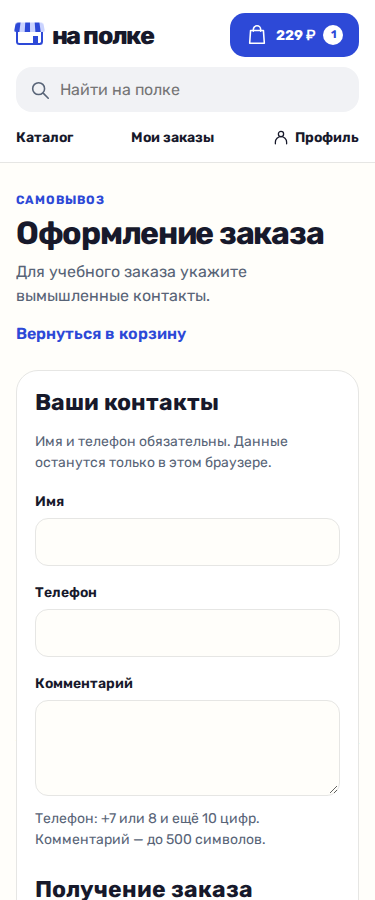 на полке
229 ₽ 1
Найти на полке
Каталог Мои заказы Профиль
САМОВЫВОЗ
Оформление заказа
Для учебного заказа укажите
вымышленные контакты.
Вернуться в корзину
Ваши контакты
Имя и телефон обязательны. Данные
останутся только в этом браузере.
Имя
Телефон
Комментарий
Телефон: +7 или 8 и ещё 10 цифр.
Комментарий — до 500 символов.
Получение заказа